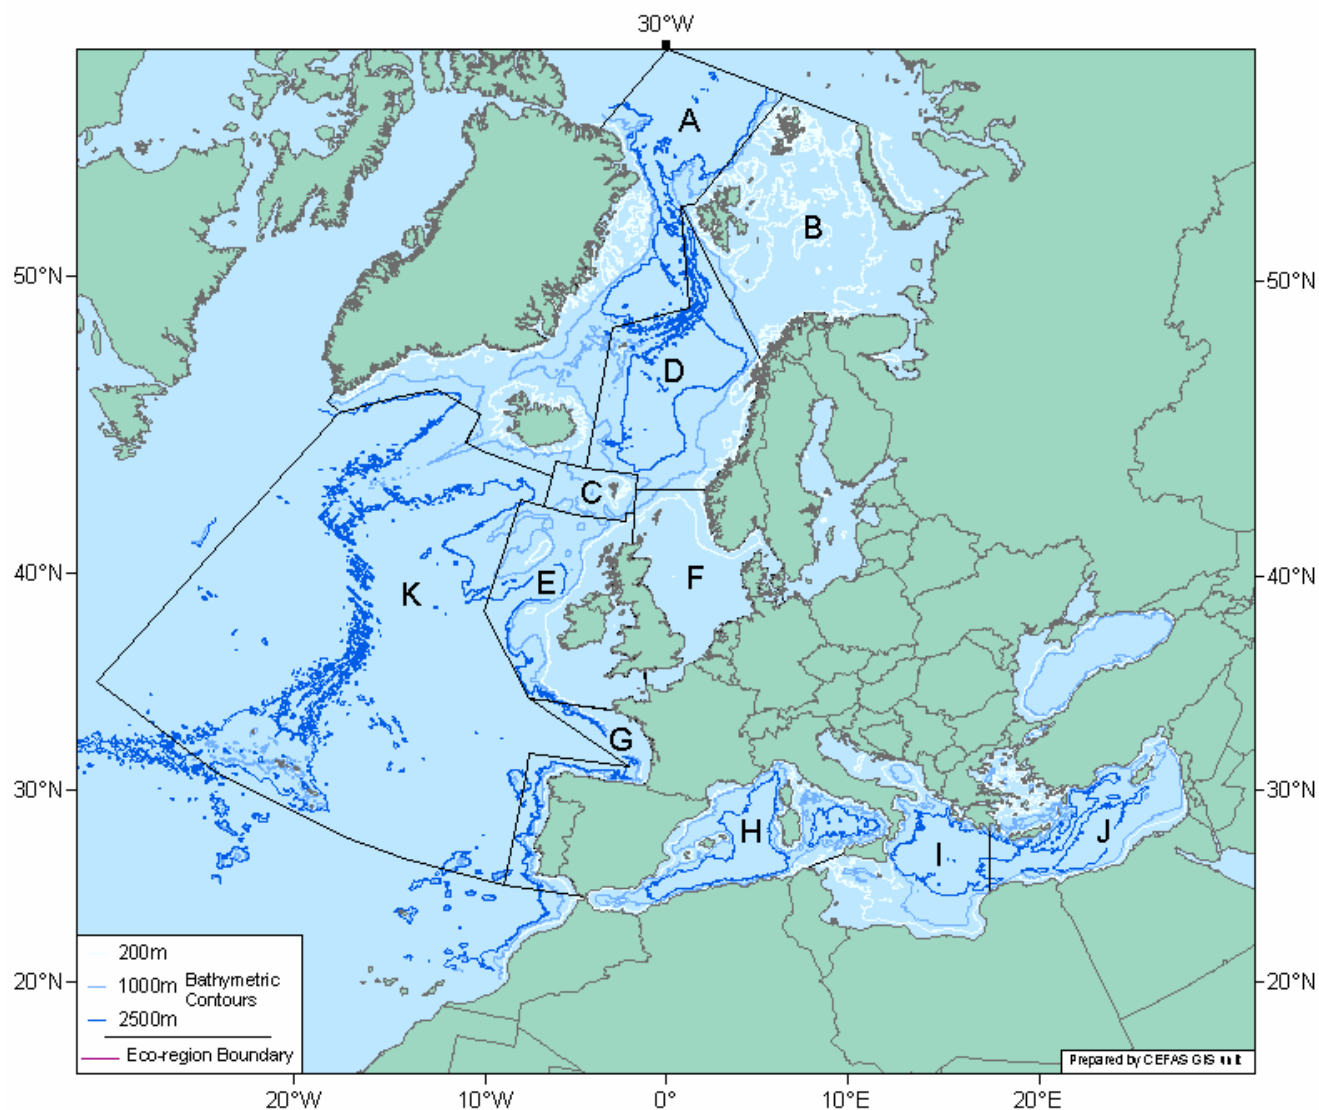 30°W
A
B
50°N
50°N
D
C
40°N
E
F
40°N
K
G
30°N
30°N
H
I
J
200m
1000m
Bathymetric
Contours
2500m
Eco-region Boundary
20°N
20°N
Prepared by CEFAS GIS unit
20°W
10°W
0°
10°E
20°E